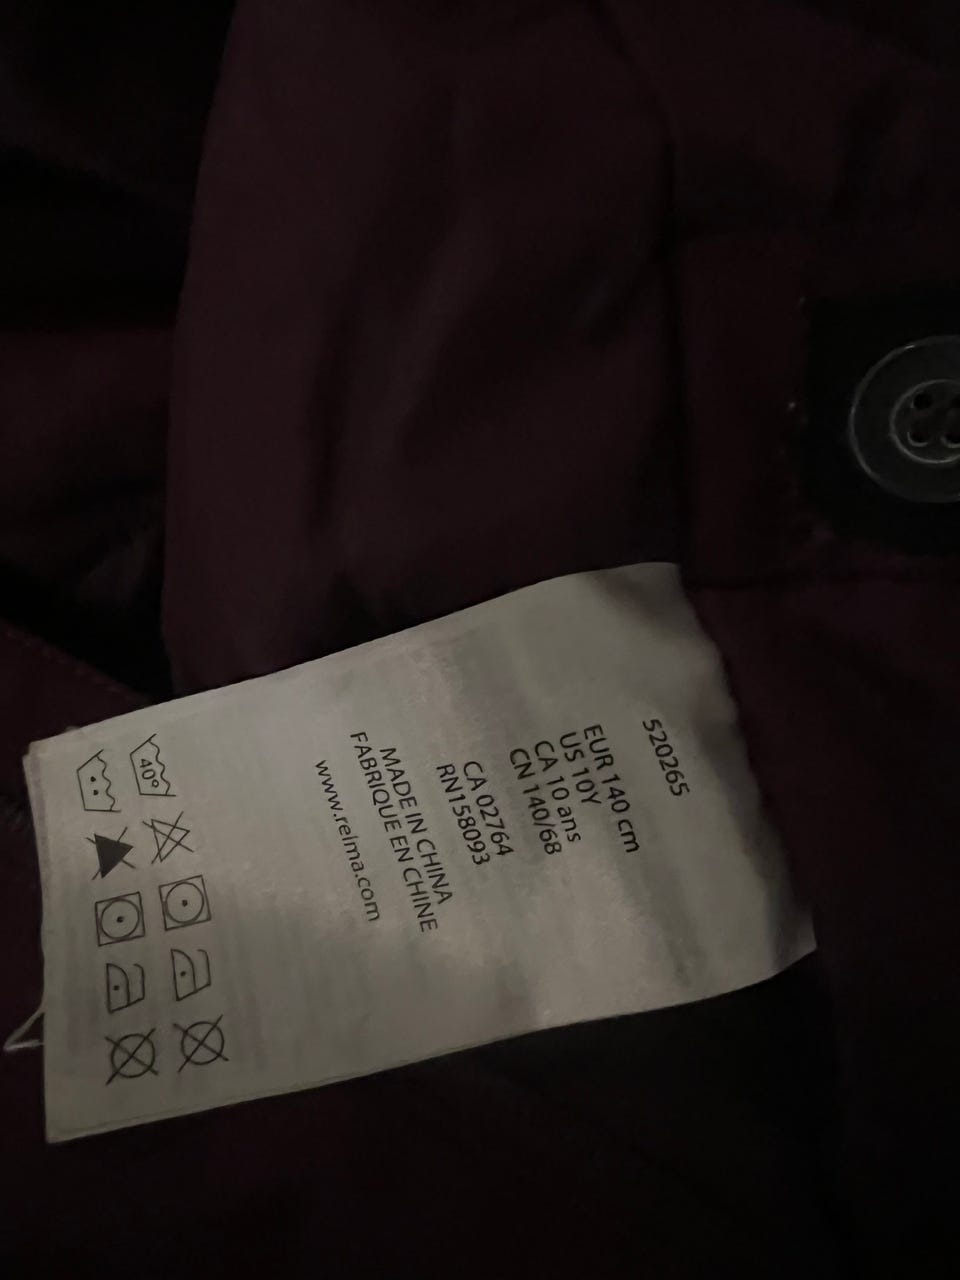 520265
EUR 140 cm
US 10Y
CA 10 ans
CN 140/68
CA 02764
RN158093
MADE IN CHINA
FABRIQUE EN CHINE
www.reima.com
40°